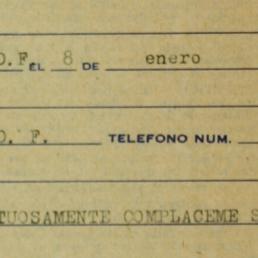 D.F EL 8 DE enero
D. F. TELEFONO NUM.
TUOSAMENTE COMPLACEME S